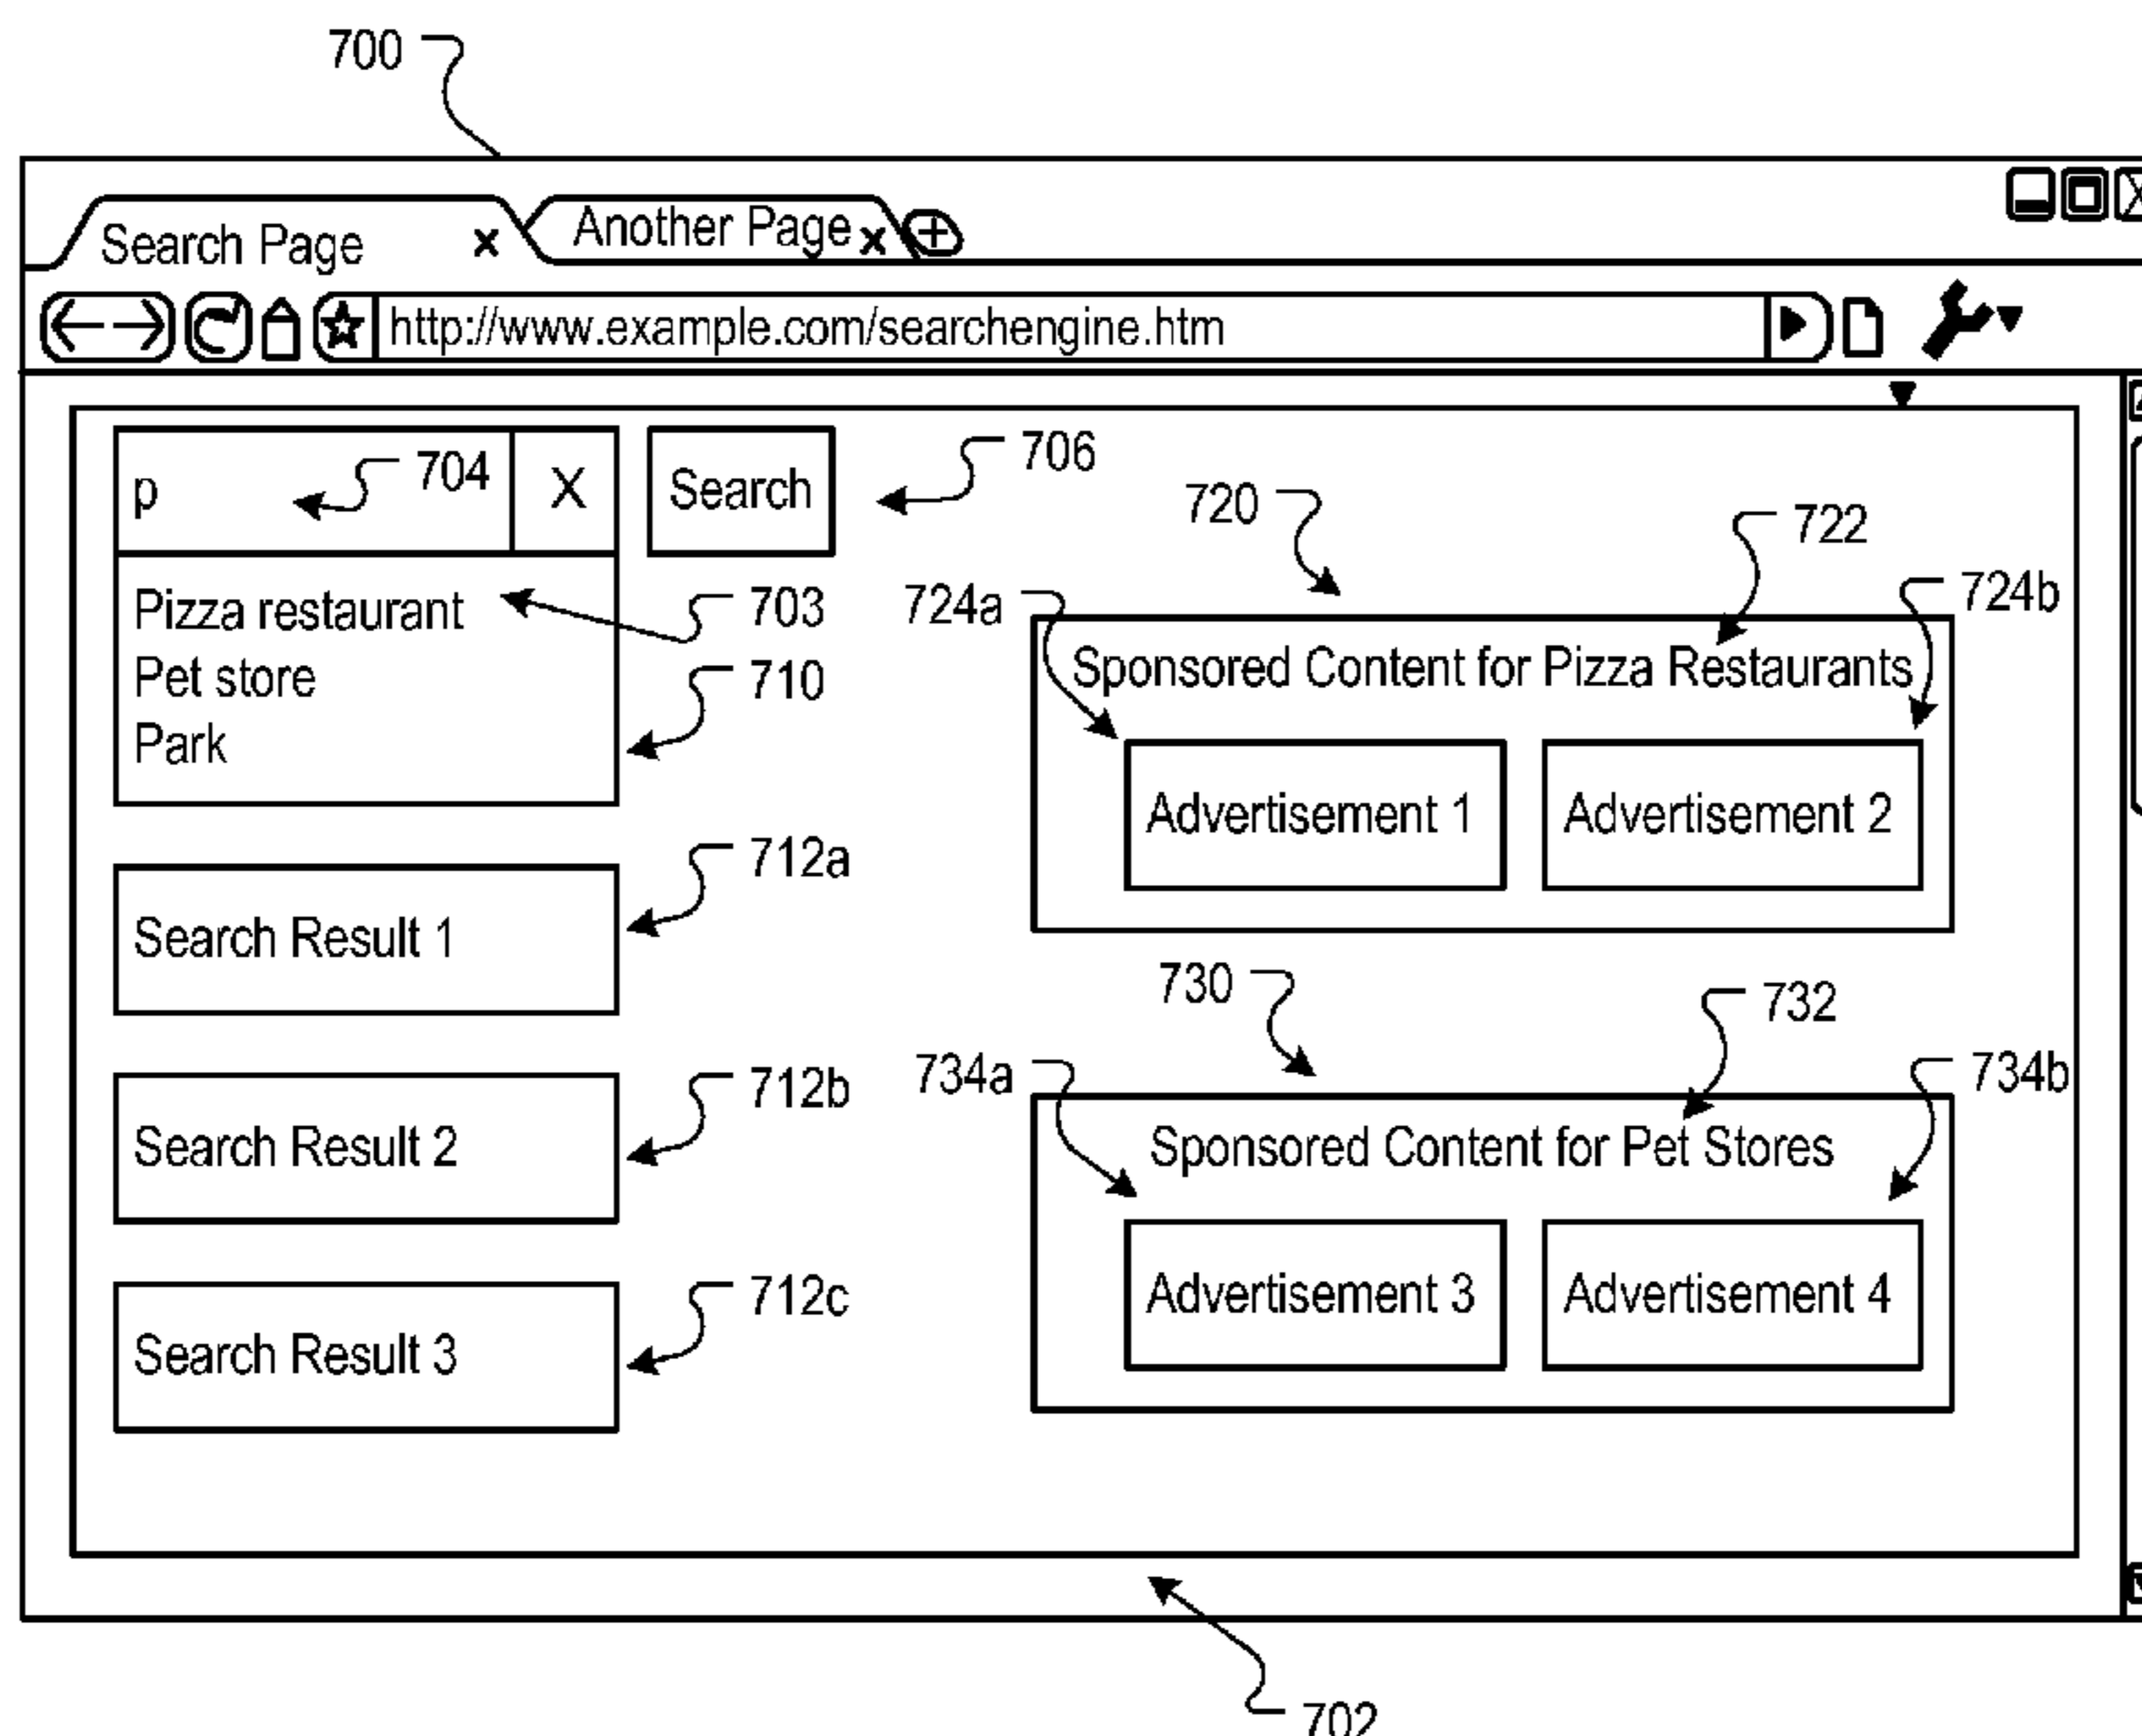 700
Search Page x Another Page x
http://www.example.com/searchengine.htm
p 704 X Search 706
720
722
Pizza restaurant 703
724a 724b
Pet store 710
Park
Sponsored Content for Pizza Restaurants
Advertisement 1 Advertisement 2
712a
Search Result 1
730
732
734a 734b
712b
Search Result 2
Sponsored Content for Pet Stores
Advertisement 3 Advertisement 4
712c
Search Result 3
702